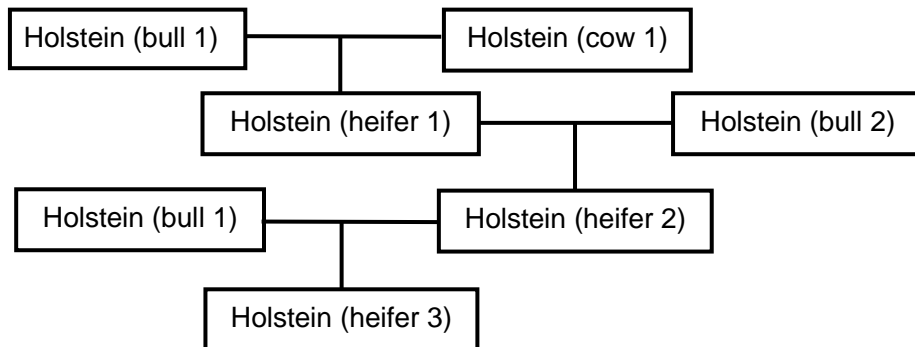 Holstein (bull 1)
Holstein (cow 1)
Holstein (heifer 1)
Holstein (bull 2)
Holstein (bull 1)
Holstein (heifer 2)
Holstein (heifer 3)